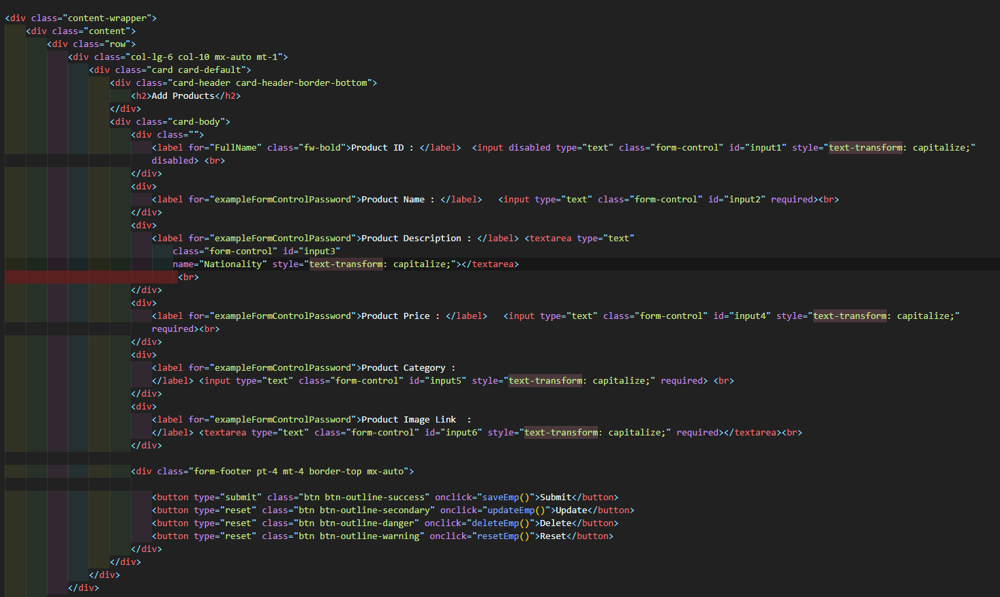 <div class="content-wrapper">
<div class="content">
<div class="row">
<div class="col-lg-6 col-10 mx-auto mt-1">
<div class="card card-default">
<div class="card-header card-header-border-bottom">
<h2>Add Products</h2>
</div>
<div class="card-body">
<div class="">
<label for="FullName" class="fw-bold">Product ID : </label>  <input disabled type="text" class="form-control" id="input1" style="text-transform: capitalize;"
disabled> <br>
</div>
<div>
<label for="exampleFormControlPassword">Product Name : </label>   <input type="text" class="form-control" id="input2" required><br>
</div>
<div>
<label for="exampleFormControlPassword">Product Description : </label> <textarea type="text"
class="form-control" id="input3"
name="Nationality" style="text-transform: capitalize;"></textarea>
<br>
</div>
<div>
<label for="exampleFormControlPassword">Product Price : </label>   <input type="text" class="form-control" id="input4" style="text-transform: capitalize;"
required><br>
</div>
<div>
<label for="exampleFormControlPassword">Product Category :
</label> <input type="text" class="form-control" id="input5" style="text-transform: capitalize;" required> <br>
</div>
<div>
<label for="exampleFormControlPassword">Product Image Link  :
</label> <textarea type="text" class="form-control" id="input6" style="text-transform: capitalize;" required></textarea><br>
</div>
<div class="form-footer pt-4 mt-4 border-top mx-auto">
<button type="submit" class="btn btn-outline-success" onclick="saveEmp()">Submit</button>
<button type="reset" class="btn btn-outline-secondary" onclick="updateEmp()">Update</button>
<button type="reset" class="btn btn-outline-danger" onclick="deleteEmp()">Delete</button>
<button type="reset" class="btn btn-outline-warning" onclick="resetEmp()">Reset</button>
</div>
</div>
</div>
</div>